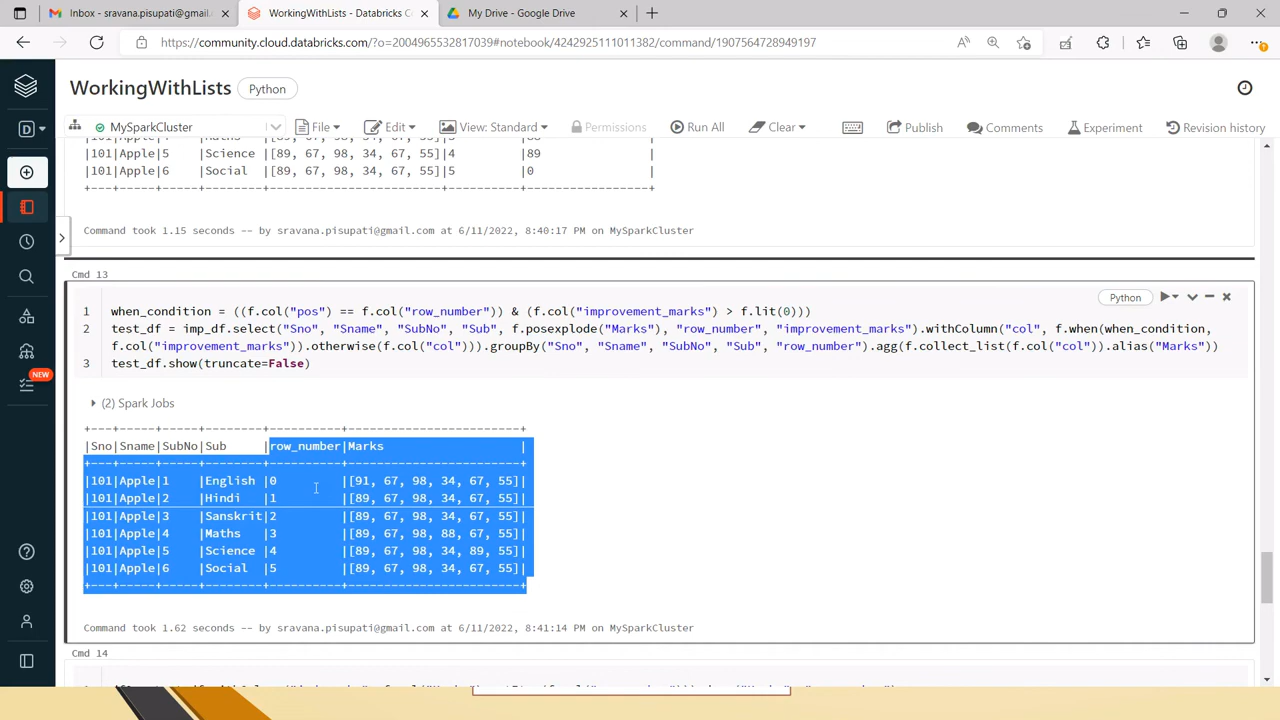 Inbox - sravana.pisupati@gmail.
WorkingWithLists - Databricks C
My Drive - Google Drive
https://community.cloud.databricks.com/?o=2004965532817039#notebook/4242925111011382/command/1907564728949197
WorkingWithLists
Python
D
MySparkCluster
File
Edit
View: Standard
Permissions
Run All
Clear
Publish
Comments
Experiment
Revision history
|101|Apple|5 |Science |[89, 67, 98, 34, 67, 55]|4 |89 |
|101|Apple|6 |Social |[89, 67, 98, 34, 67, 55]|5 |0 |
+---+-----+-----+--------+------------------------+----------+-----------------+
Command took 1.15 seconds -- by sravana.pisupati@gmail.com at 6/11/2022, 8:40:17 PM on MySparkCluster
Cmd 13
Python
1 when_condition = ((f.col("pos") == f.col("row_number")) & (f.col("improvement_marks") > f.lit(0)))
2 test_df = imp_df.select("Sno", "Sname", "SubNo", "Sub", f.posexplode("Marks"), "row_number", "improvement_marks").withColumn("col", f.when(when_condition,
f.col("improvement_marks")).otherwise(f.col("col"))).groupBy("Sno", "Sname", "SubNo", "Sub", "row_number").agg(f.collect_list(f.col("col")).alias("Marks"))
3 test_df.show(truncate=False)
(2) Spark Jobs
+---+-----+-----+--------+----------+------------------------+
|Sno|Sname|SubNo|Sub |row_number|Marks |
+---+-----+-----+--------+----------+------------------------+
|101|Apple|1 |English |0 |[91, 67, 98, 34, 67, 55]|
|101|Apple|2 |Hindi |1 |[89, 67, 98, 34, 67, 55]|
|101|Apple|3 |Sanskrit|2 |[89, 67, 98, 34, 67, 55]|
|101|Apple|4 |Maths |3 |[89, 67, 98, 88, 67, 55]|
|101|Apple|5 |Science |4 |[89, 67, 98, 34, 89, 55]|
|101|Apple|6 |Social |5 |[89, 67, 98, 34, 67, 55]|
+---+-----+-----+--------+----------+------------------------+
Command took 1.62 seconds -- by sravana.pisupati@gmail.com at 6/11/2022, 8:41:14 PM on MySparkCluster
NEW
Cmd 14